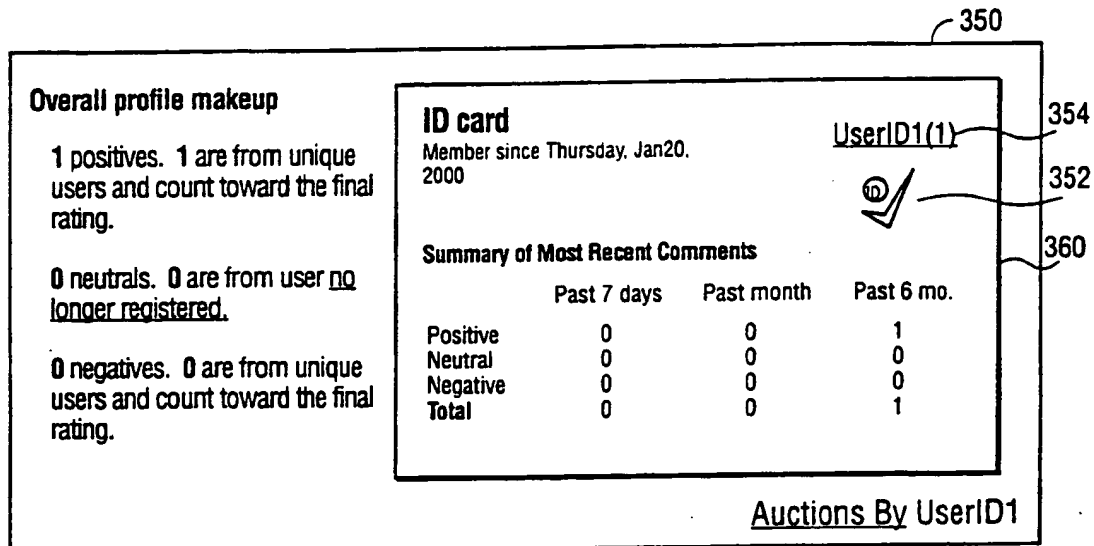 350
Overall profile makeup
1 positives. 1 are from unique
users and count toward the final
rating.
0 neutrals. 0 are from user no
longer registered.
0 negatives. 0 are from unique
users and count toward the final
rating.
ID card
Member since Thursday, Jan20,
2000
UserID1(1)
354
ID
352
360
Summary of Most Recent Comments
Past 7 days Past month Past 6 mo.
Positive 0 0 1
Neutral 0 0 0
Negative 0 0 0
Total 0 0 1
Auctions By UserID1